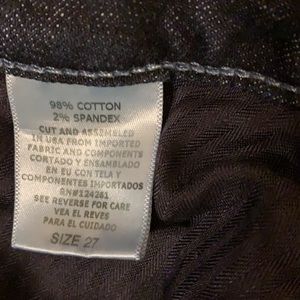 98% COTTON
2% SPANDEX
CUT AND ASSEMBLED
IN USA FROM IMPORTED
FABRIC AND COMPONENTS
CORTADO Y ENSAMBLADO
EN EU CON TELA Y
COMPONENTES IMPORTADOS
RN#124261
SEE REVERSE FOR CARE
VEA EL REVES
PARA EL CUIDADO
SIZE 27